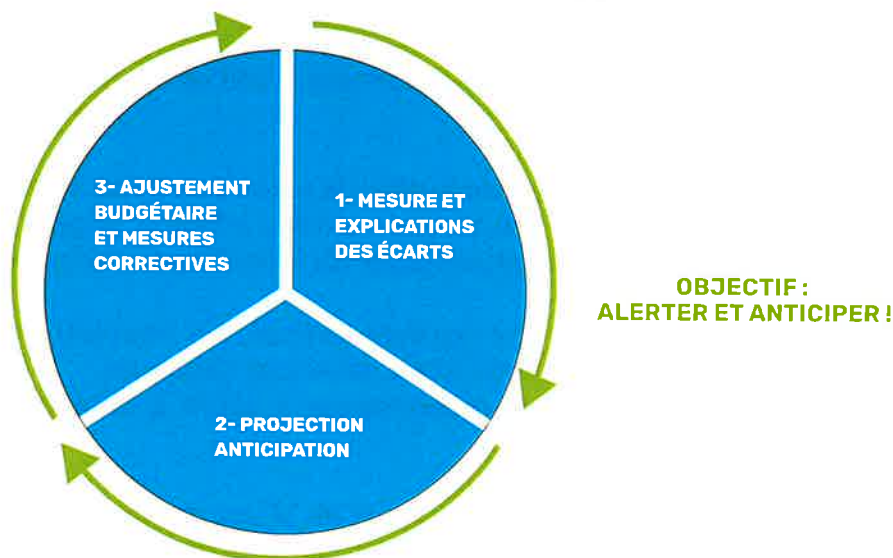 3- AJUSTEMENT
BUDGÉTAIRE
ET MESURES
CORRECTIVES
1- MESURE ET
EXPLICATIONS
DES ÉCARTS
2- PROJECTION
ANTICIPATION
OBJECTIF :
ALERTER ET ANTICIPER !